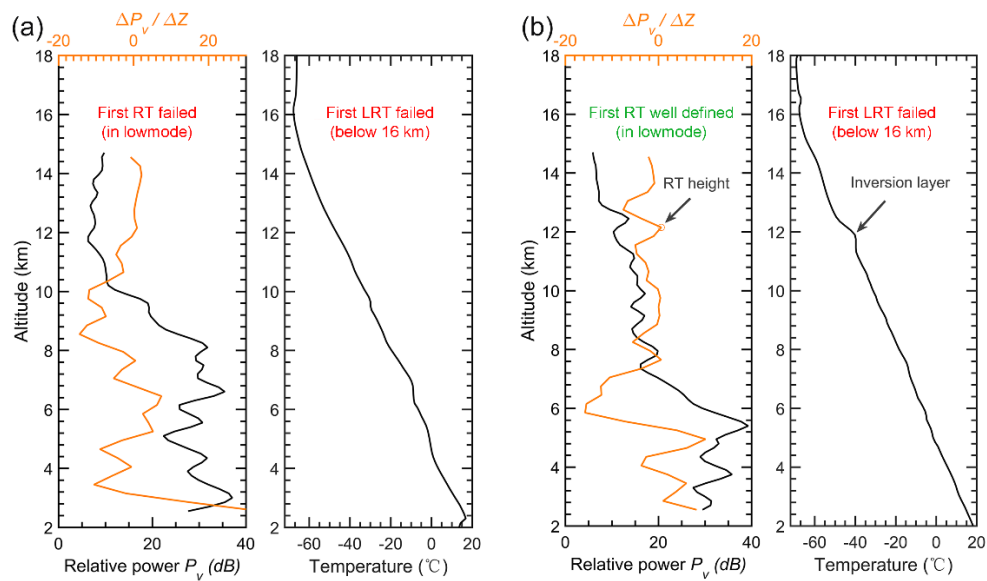 (a)
ΔP_v / ΔZ
-20 0 20
18
16
14
12
10
8
6
4
2
Altitude (km)
First RT failed
(in lowmode)
0 20 40
Relative power P_v (dB)
18
16
14
12
10
8
6
4
2
First LRT failed
(below 16 km)
-60 -40 -20 0 20
Temperature (℃)
(b)
ΔP_v / ΔZ
-20 0 20
18
16
14
12
10
8
6
4
2
Altitude (km)
First RT well defined
(in lowmode)
RT height
0 20 40
Relative power P_v (dB)
18
16
14
12
10
8
6
4
2
First LRT failed
(below 16 km)
Inversion layer
-60 -40 -20 0 20
Temperature (℃)